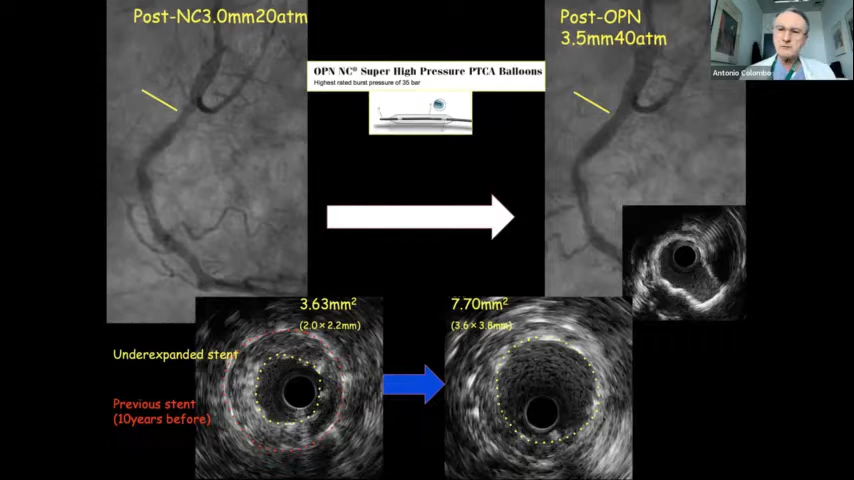 Post-NC3.0mm20atm
Post-OPN
3.5mm40atm
Antonio Colombo
OPN NC® Super High Pressure PTCA Balloons
Highest rated burst pressure of 35 bar
3.63mm²
(2.0×2.2mm)
7.70mm²
(3.6×3.8mm)
Underexpanded stent
Previous stent
(10years before)